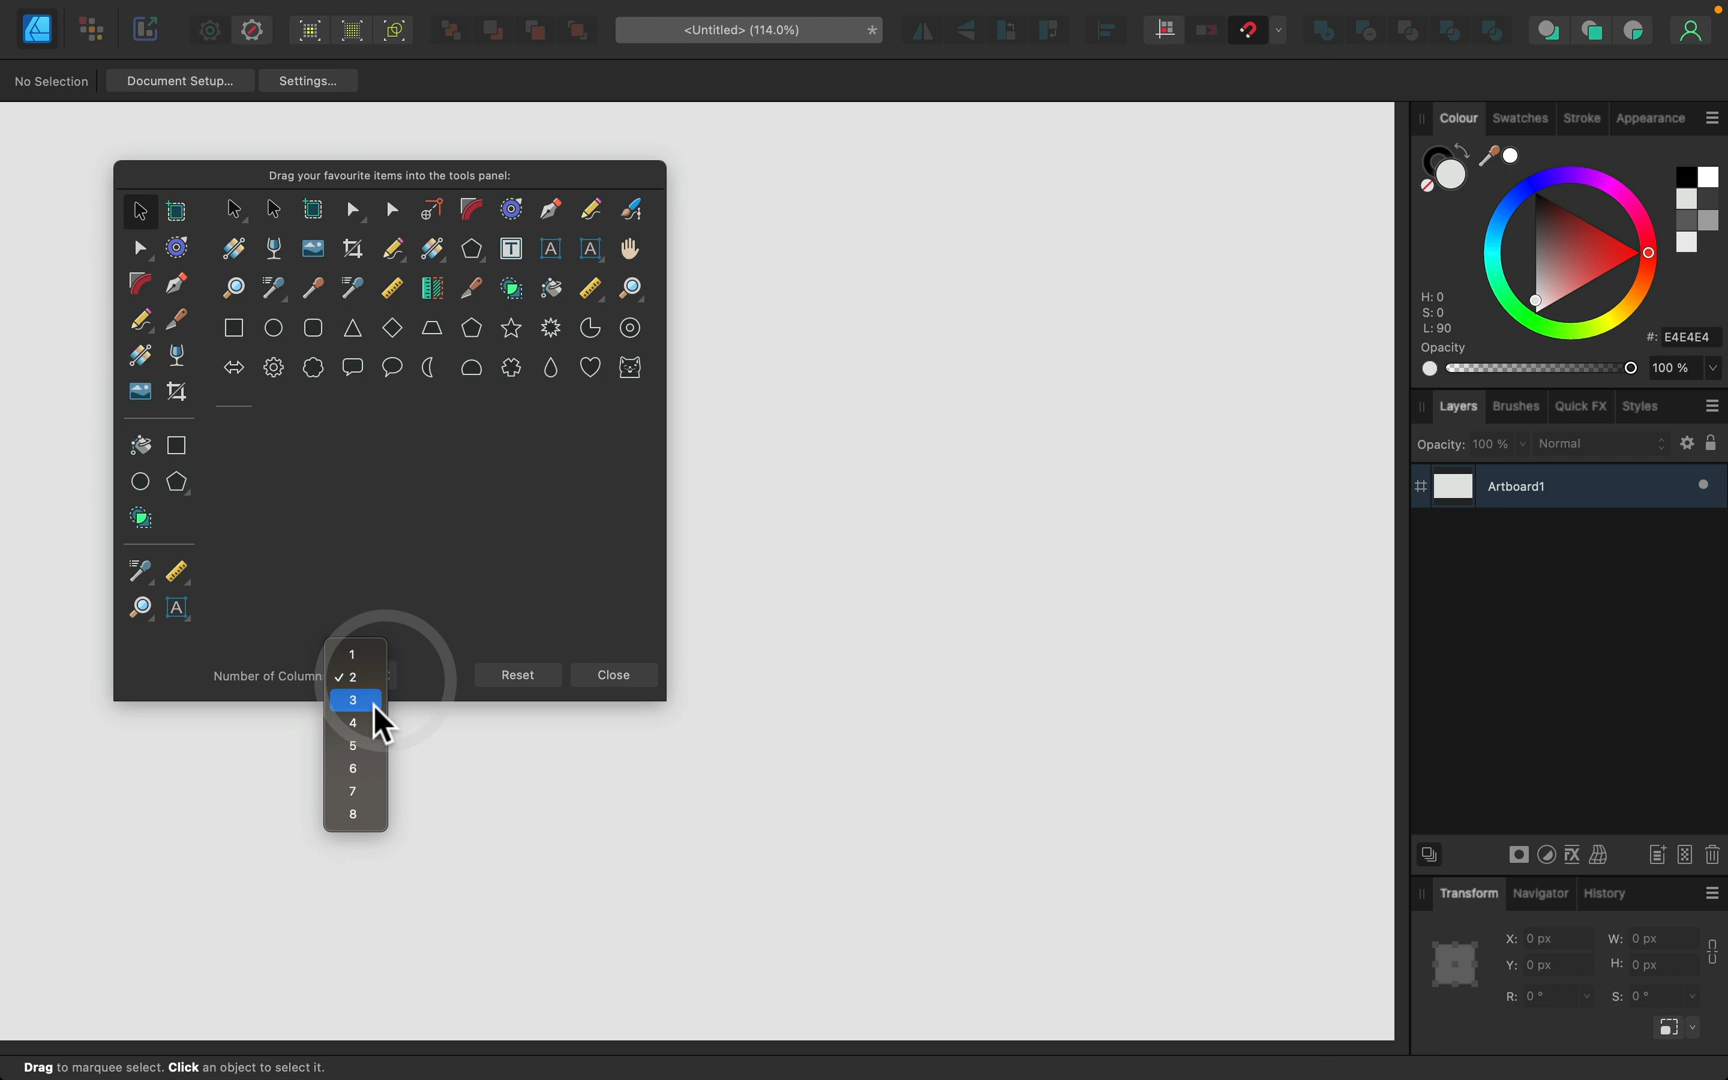 <Untitled> (114.0%) *
No Selection Document Setup... Settings...
Colour Swatches Stroke Appearance
Drag your favourite items into the tools panel:
H: 0
S: 0
L: 90
#: E4E4E4
Opacity
100 %
Layers Brushes Quick FX Styles
Opacity: 100 % Normal
Artboard1
Number of Column
Reset Close
1
✓ 2
3
4
5
6
7
8
Transform Navigator History
X: 0 px W: 0 px
Y: 0 px H: 0 px
R: 0 ° S: 0 °
Drag to marquee select. Click an object to select it.